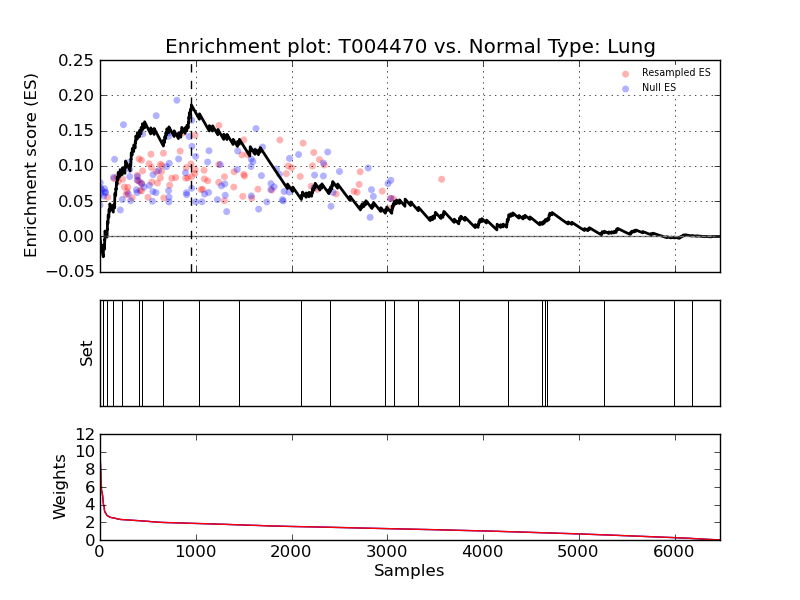 Enrichment plot: T004470 vs. Normal Type: Lung
Enrichment score (ES)
0.25
0.20
0.15
0.10
0.05
0.00
−0.05
Resampled ES
Null ES
Set
Weights
12
10
8
6
4
2
0
0 1000 2000 3000 4000 5000 6000
Samples